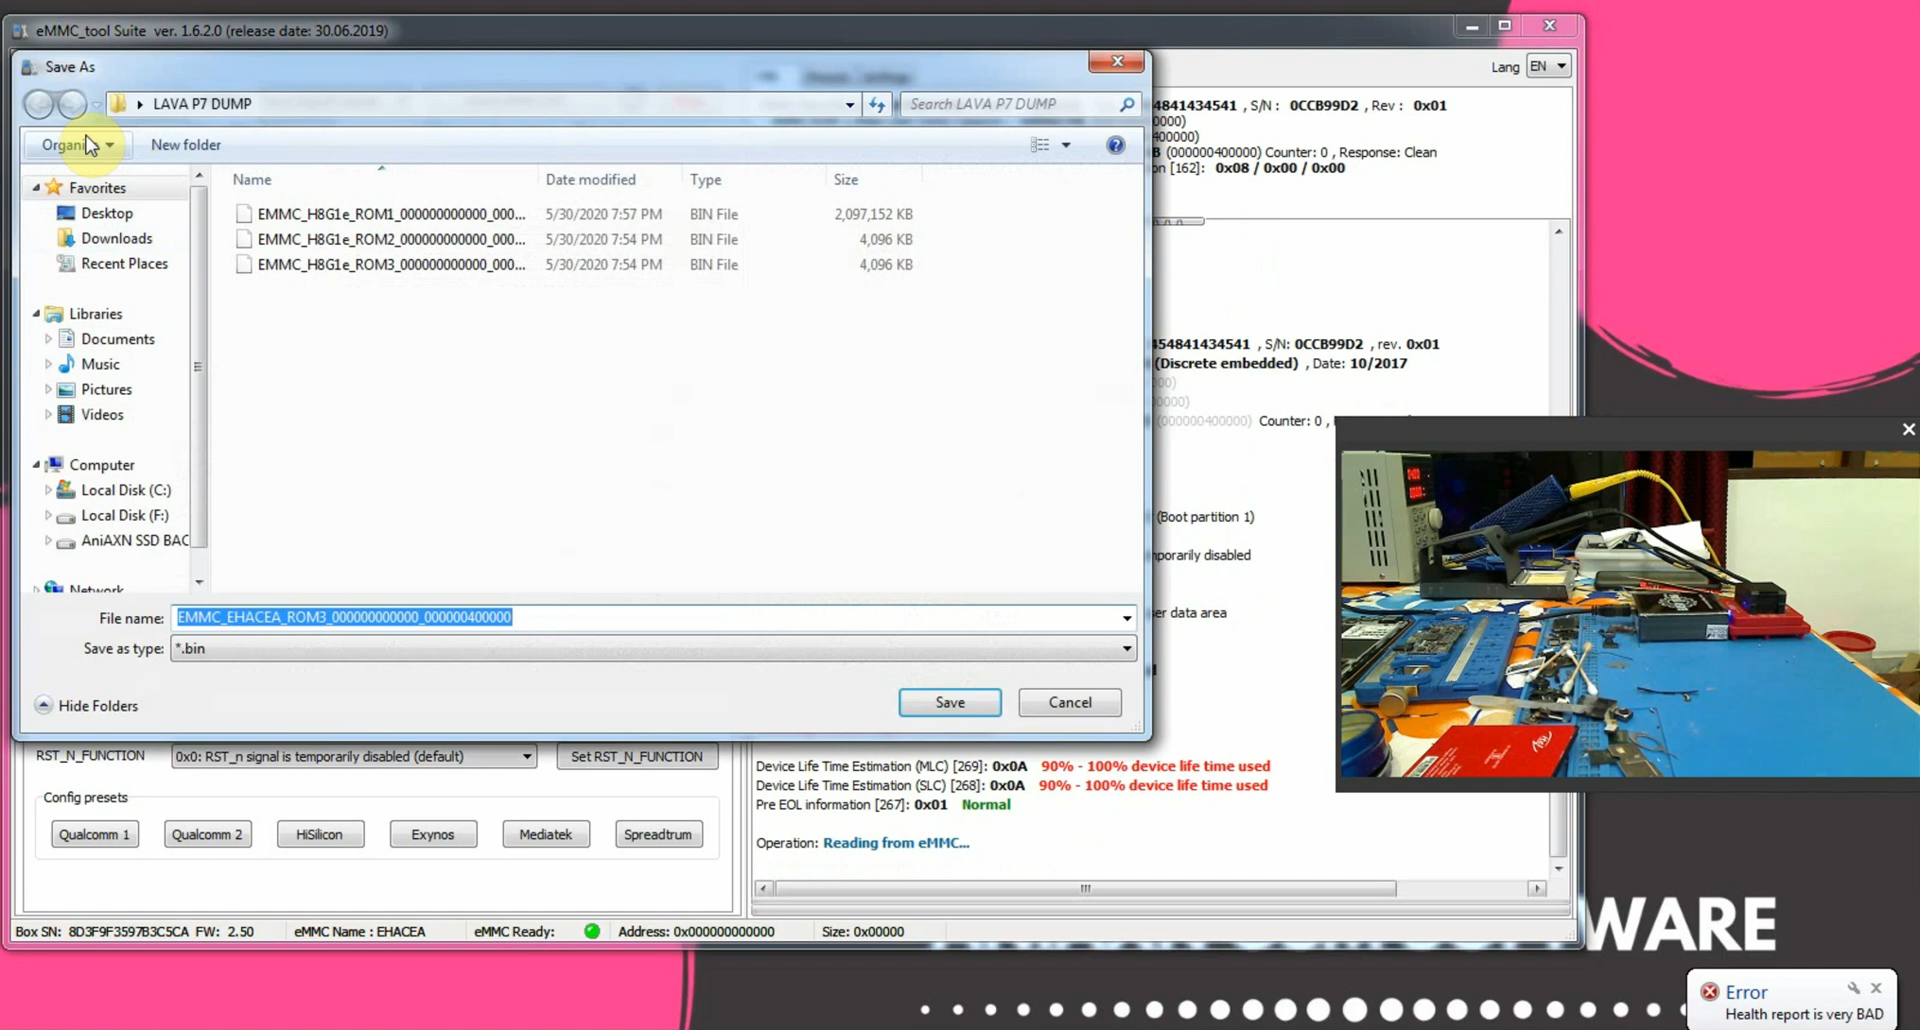 eMMC_tool Suite ver. 1.6.2.0 (release date: 30.06.2019)
Save As
LAVA P7 DUMP
Search LAVA P7 DUMP
Lang EN
New folder
Name Date modified Type Size
EMMC_H8G1e_ROM1_000000000000_000... 5/30/2020 7:57 PM BIN File 2,097,152 KB
EMMC_H8G1e_ROM2_000000000000_000... 5/30/2020 7:54 PM BIN File 4,096 KB
EMMC_H8G1e_ROM3_000000000000_000... 5/30/2020 7:54 PM BIN File 4,096 KB
Favorites
Desktop
Downloads
Recent Places
Libraries
Documents
Music
Pictures
Videos
Computer
Local Disk (C:)
Local Disk (F:)
AniAXN SSD BAC
Network
File name: EMMC_EHACEA_ROM3_000000000000_000000400000
Save as type: *.bin
Hide Folders
Save
Cancel
4841434541 , S/N : 0CCB99D2 , Rev : 0x01
0000)
400000)
B (000000400000) Counter: 0 , Response: Clean
on [162]: 0x08 / 0x00 / 0x00
454841434541 , S/N: 0CCB99D2 , rev. 0x01
(Discrete embedded) , Date: 10/2017
000)
0000)
(000000400000) Counter: 0 ,
(Boot partition 1)
mporarily disabled
ser data area
RST_N_FUNCTION
0x0: RST_n signal is temporarily disabled (default)
Set RST_N_FUNCTION
Config presets
Qualcomm 1
Qualcomm 2
HiSilicon
Exynos
Mediatek
Spreadtrum
Device Life Time Estimation (MLC) [269]: 0x0A 90% - 100% device life time used
Device Life Time Estimation (SLC) [268]: 0x0A 90% - 100% device life time used
Pre EOL information [267]: 0x01 Normal
Operation: Reading from eMMC...
Box SN: 8D3F9F3597B3C5CA FW: 2.50
eMMC Name : EHACEA
eMMC Ready:
Address: 0x000000000000
Size: 0x00000
WARE
Error
Health report is very BAD